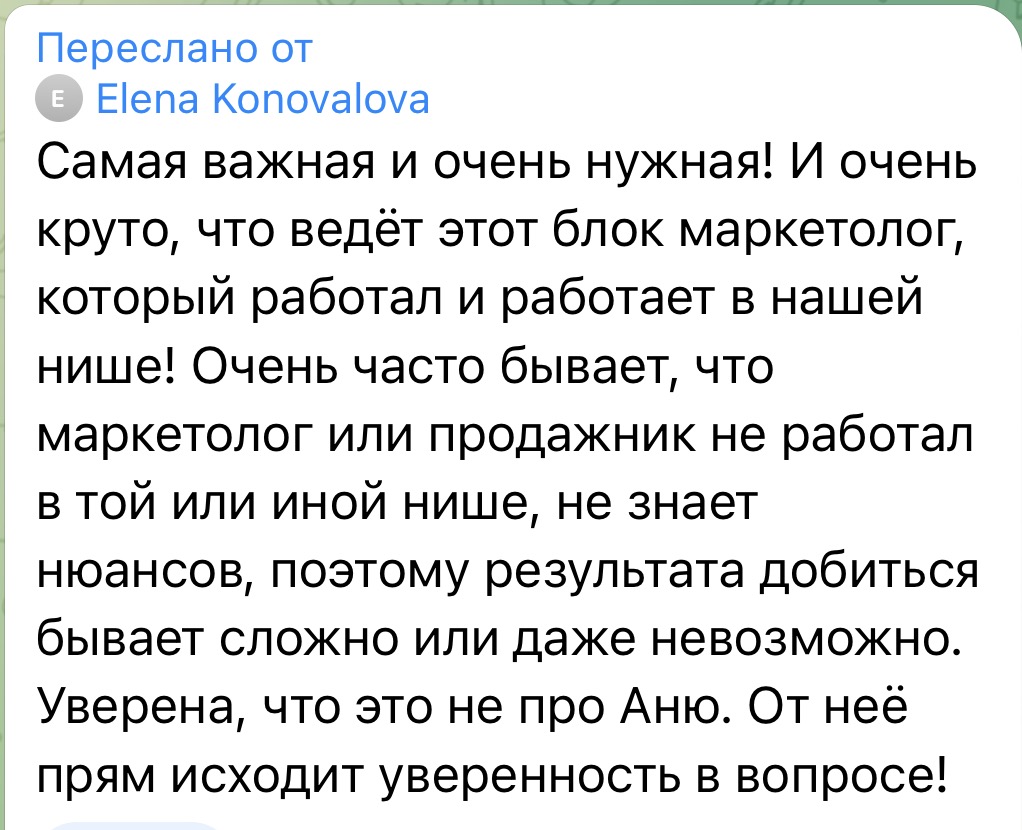 Переслано от
E Elena Konovalova
Самая важная и очень нужная! И очень
круто, что ведёт этот блок маркетолог,
который работал и работает в нашей
нише! Очень часто бывает, что
маркетолог или продажник не работал
в той или иной нише, не знает
нюансов, поэтому результата добиться
бывает сложно или даже невозможно.
Уверена, что это не про Аню. От неё
прям исходит уверенность в вопросе!